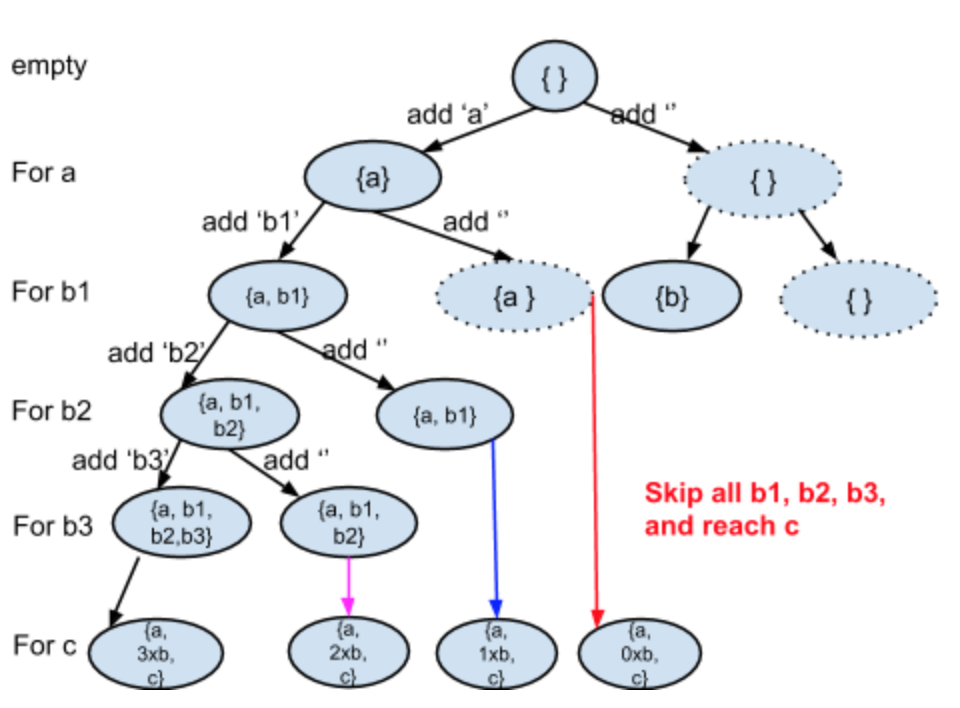 empty
{ }
add ‘a’
add ‘’
For a
{a}
{ }
add ‘b1’
add ‘’
For b1
{a, b1}
{a }
{b}
{ }
add ‘b2’
add ‘’
For b2
{a, b1,
b2}
{a, b1}
add ‘b3’
add ‘’
Skip all b1, b2, b3,
and reach c
For b3
{a, b1,
b2,b3}
{a, b1,
b2}
For c
{a,
3xb,
c}
{a,
2xb,
c}
{a,
1xb,
c}
{a,
0xb,
c}